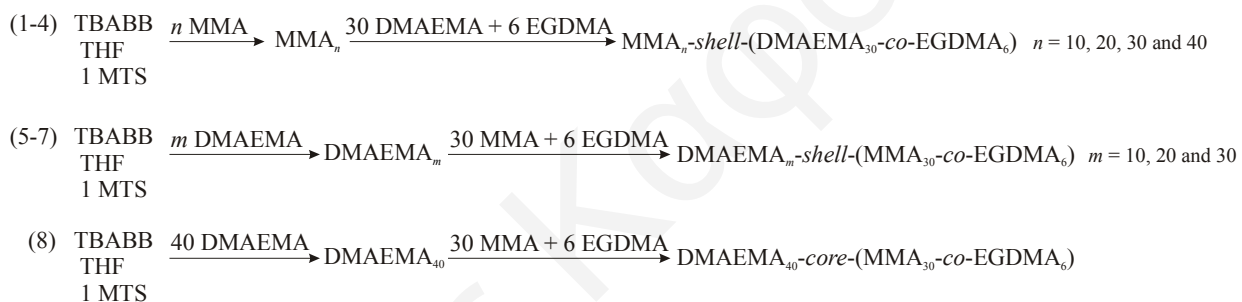 (1-4) TBABB n MMA MMAₙ 30 DMAEMA + 6 EGDMA MMAₙ-shell-(DMAEMA₃₀-co-EGDMA₆) n = 10, 20, 30 and 40
THF
1 MTS
(5-7) TBABB m DMAEMA DMAEMAₘ 30 MMA + 6 EGDMA DMAEMAₘ-shell-(MMA₃₀-co-EGDMA₆) m = 10, 20 and 30
THF
1 MTS
(8) TBABB 40 DMAEMA DMAEMA₄₀ 30 MMA + 6 EGDMA DMAEMA₄₀-core-(MMA₃₀-co-EGDMA₆)
THF
1 MTS